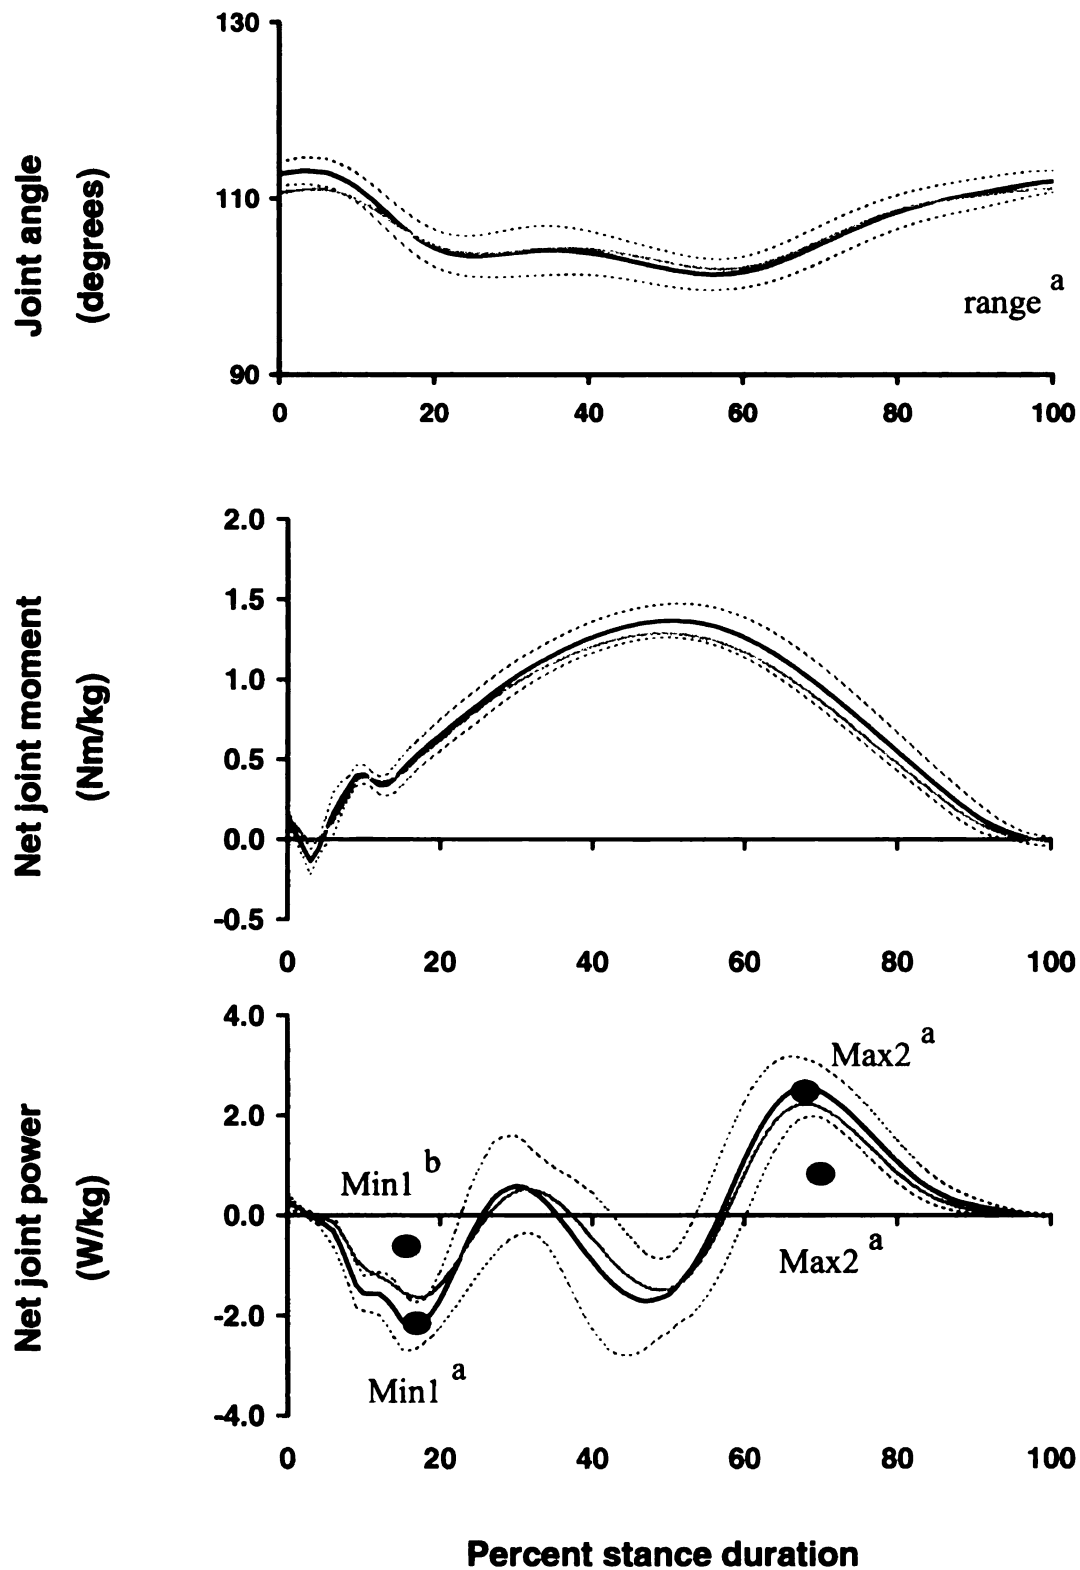 130
110
90
Joint angle
(degrees)
range a
0 20 40 60 80 100
2.0
1.5
1.0
0.5
0.0
-0.5
Net joint moment
(Nm/kg)
0 20 40 60 80 100
4.0
2.0
0.0
-2.0
-4.0
Net joint power
(W/kg)
Max2 a
Min1 b
Max2 a
Min1 a
0 20 40 60 80 100
Percent stance duration